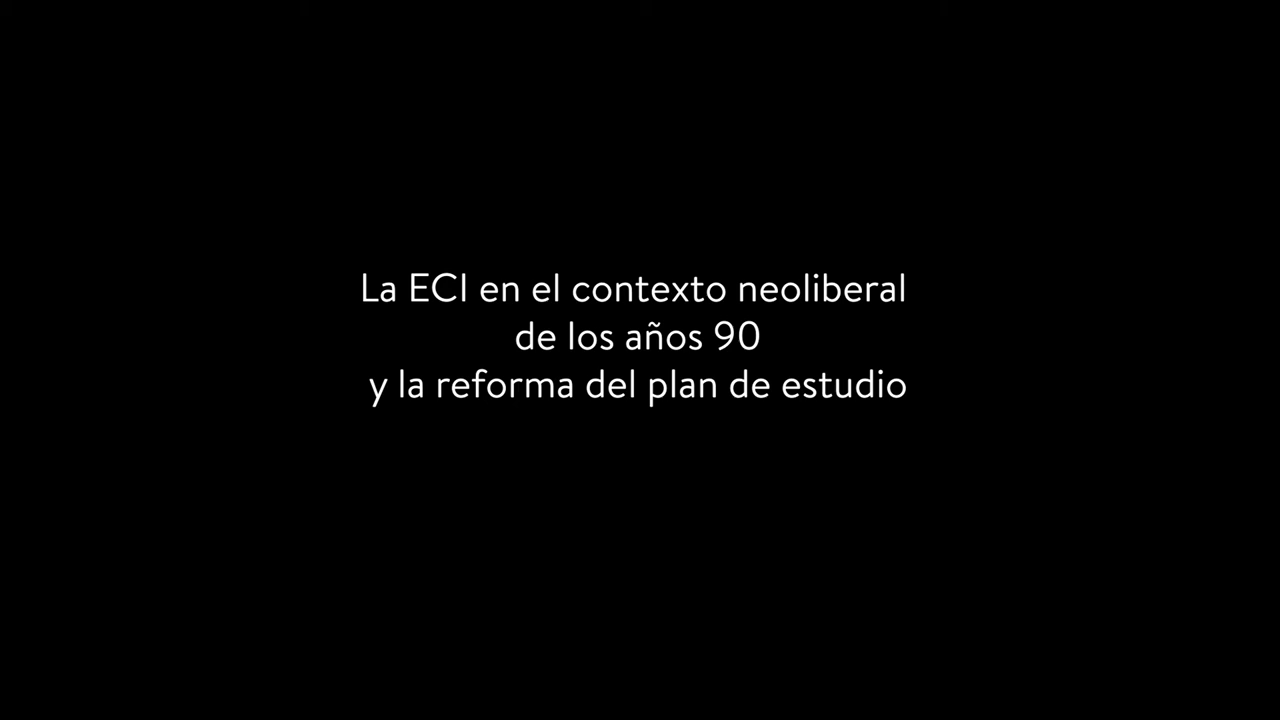 La ECI en el contexto neoliberal
de los años 90
y la reforma del plan de estudio